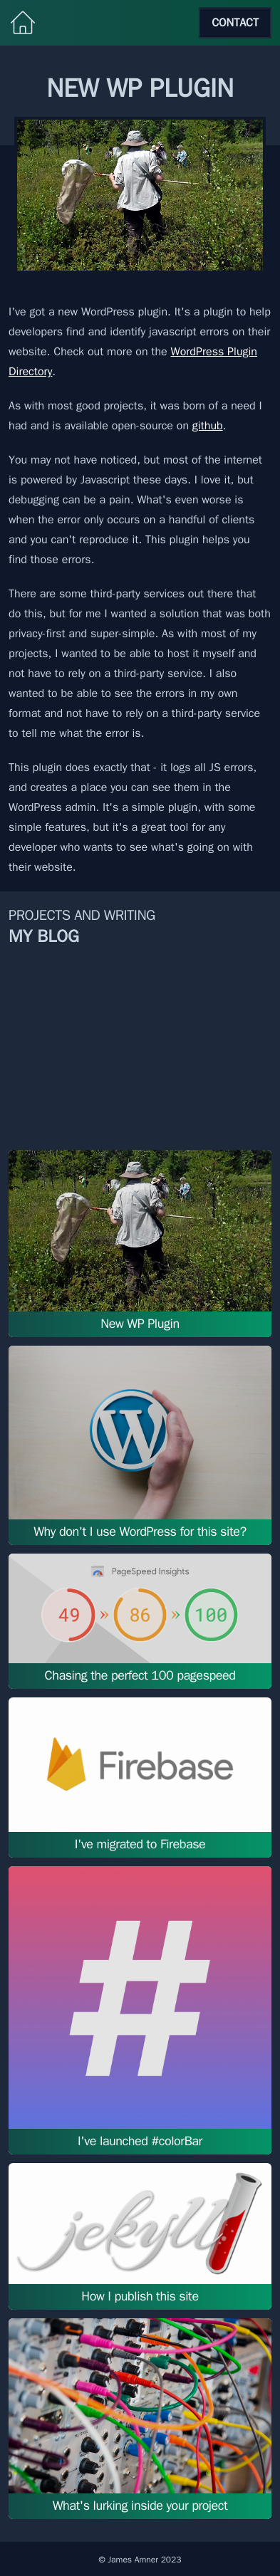 CONTACT
NEW WP PLUGIN
I've got a new WordPress plugin. It's a plugin to help
developers find and identify javascript errors on their
website. Check out more on the WordPress Plugin
Directory.
As with most good projects, it was born of a need I
had and is available open-source on github.
You may not have noticed, but most of the internet
is powered by Javascript these days. I love it, but
debugging can be a pain. What's even worse is
when the error only occurs on a handful of clients
and you can't reproduce it. This plugin helps you
find those errors.
There are some third-party services out there that
do this, but for me I wanted a solution that was both
privacy-first and super-simple. As with most of my
projects, I wanted to be able to host it myself and
not have to rely on a third-party service. I also
wanted to be able to see the errors in my own
format and not have to rely on a third-party service
to tell me what the error is.
This plugin does exactly that - it logs all JS errors,
and creates a place you can see them in the
WordPress admin. It's a simple plugin, with some
simple features, but it's a great tool for any
developer who wants to see what's going on with
their website.
PROJECTS AND WRITING
MY BLOG
New WP Plugin
Why don't I use WordPress for this site?
PageSpeed Insights
49 » 86 » 100
Chasing the perfect 100 pagespeed
Firebase
I've migrated to Firebase
#
I've launched #colorBar
jekyll
How I publish this site
What's lurking inside your project
© James Amner 2023